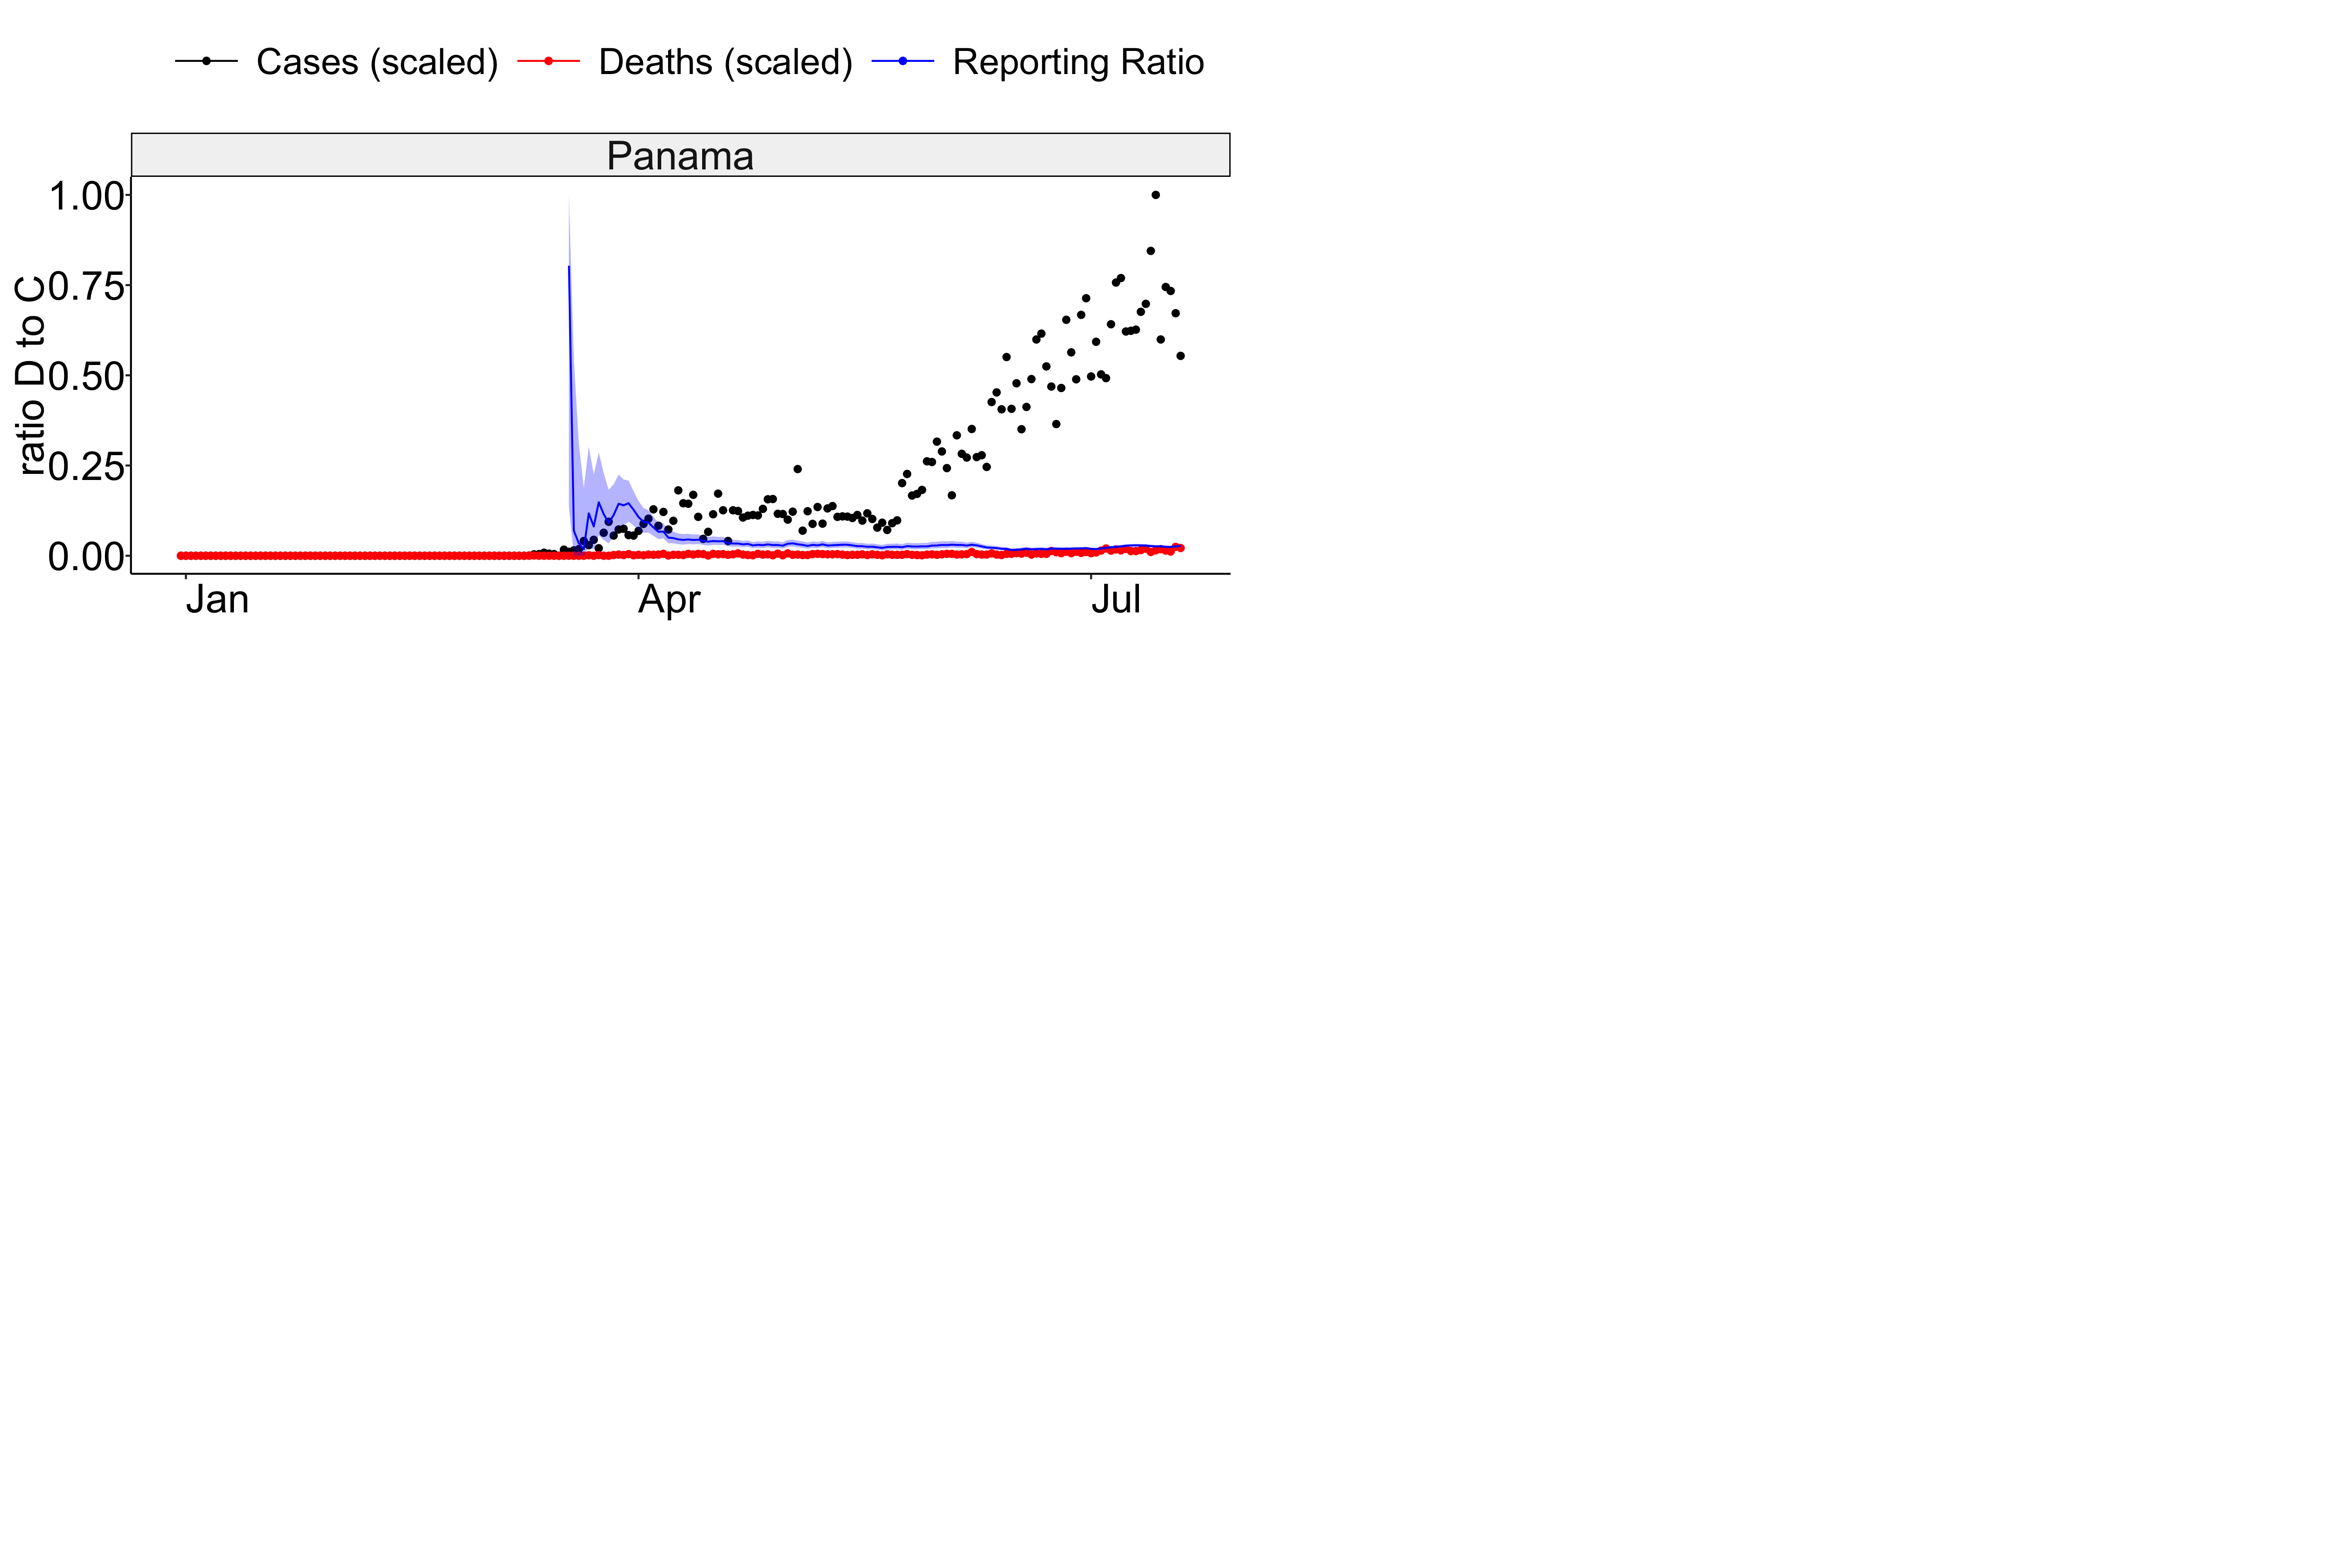 Cases (scaled) Deaths (scaled) Reporting Ratio
Panama
ratio D to C
1.00
0.75
0.50
0.25
0.00
Jan Apr Jul